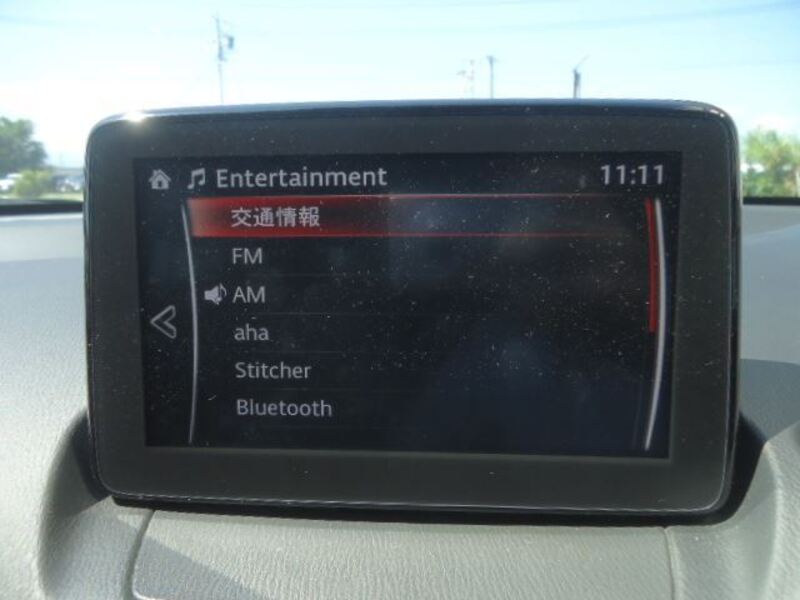 Entertainment 11:11
交通情報
FM
AM
aha
Stitcher
Bluetooth